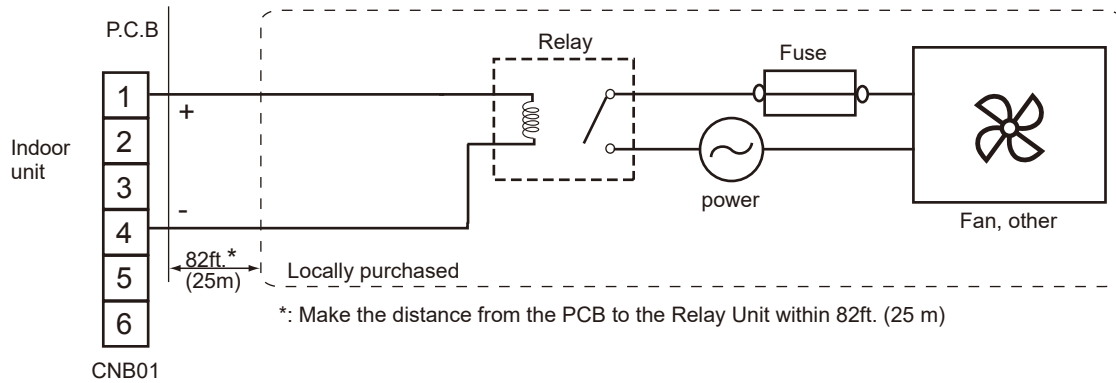 P.C.B
Relay
Fuse
1
+
2
Indoor
unit
3
power
-
4
Fan, other
82ft.*
(25m)
5
Locally purchased
6
*: Make the distance from the PCB to the Relay Unit within 82ft. (25 m)
CNB01